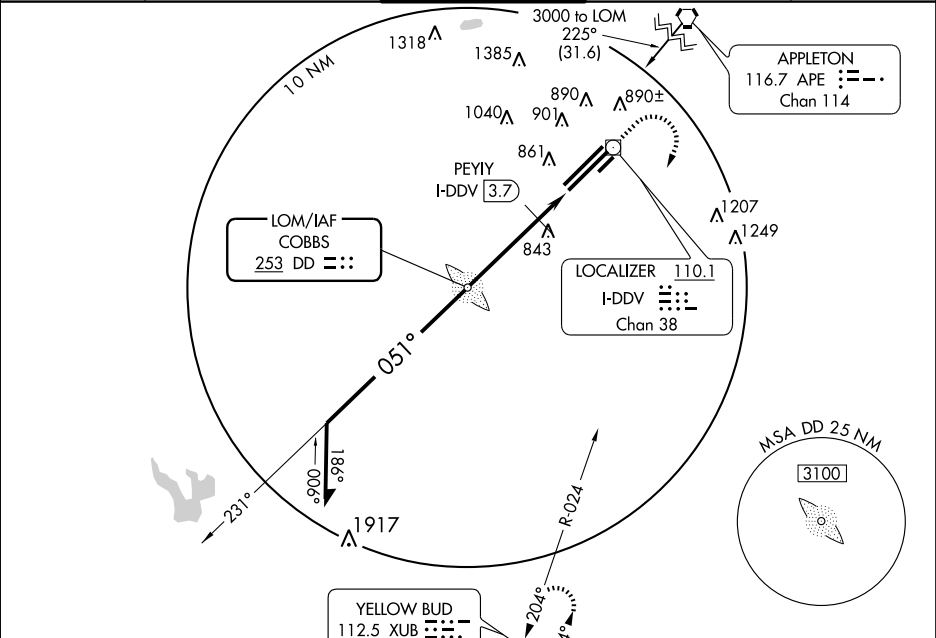 1318
1385
10 NM
3000 to LOM
225°
(31.6)
APPLETON
116.7 APE
Chan 114
1040
890
901
890±
861
PEYIY
I-DDV 3.7
843
1207
1249
LOM/IAF
COBBS
253 DD
LOCALIZER 110.1
I-DDV
Chan 38
051°
186°
006°
231°
1917
R-024
204°
MSA DD 25 NM
3100
YELLOW BUD
112.5 XUB